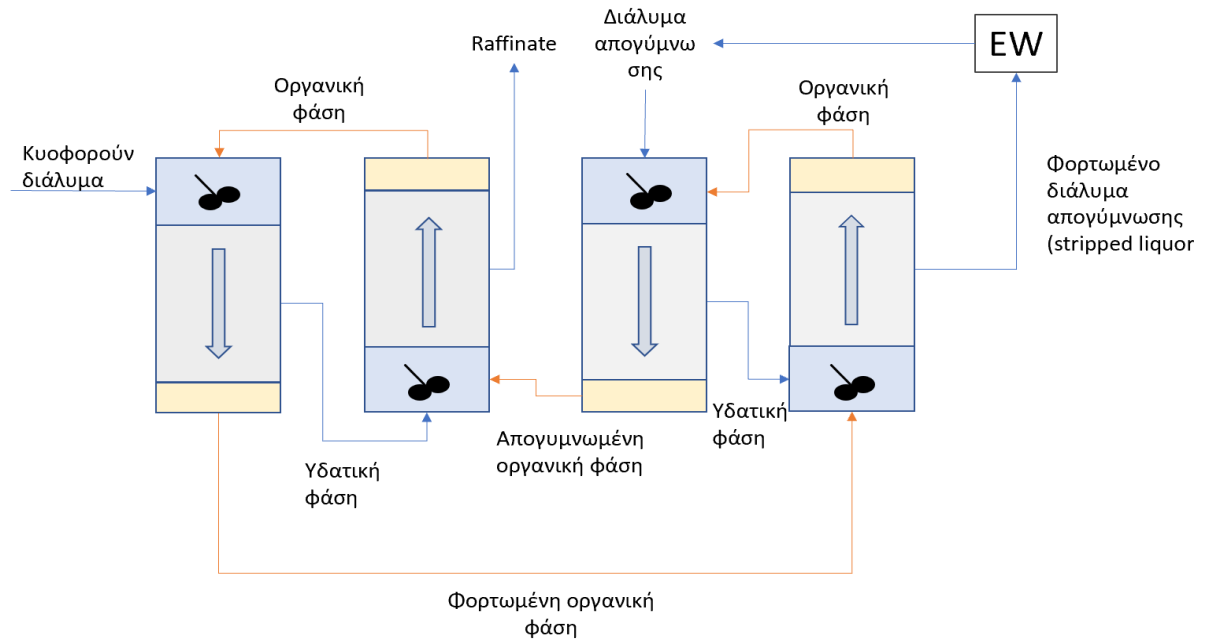 Raffinate
Διάλυμα
απογύμνω
σης
EW
Οργανική
φάση
Οργανική
φάση
Κυοφορούν
διάλυμα
Φορτωμένο
διάλυμα
απογύμνωσης
(stripped liquor
Υδατική
φάση
Απογυμνωμένη
οργανική φάση
Υδατική
φάση
Φορτωμένη οργανική
φάση